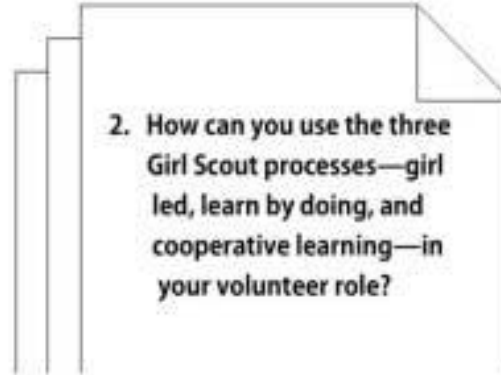 2. How can you use the three
Girl Scout processes—girl
led, learn by doing, and
cooperative learning—in
your volunteer role?